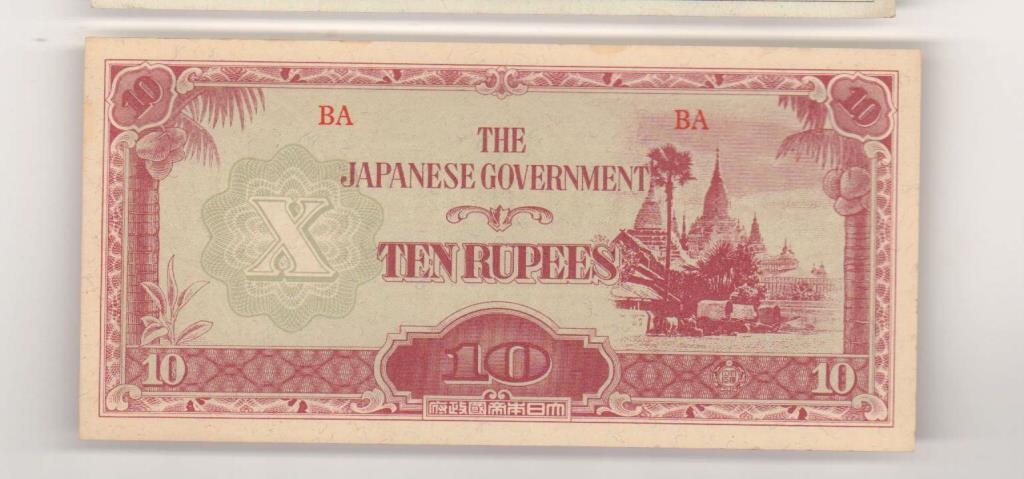 10 10
BA BA
THE
JAPANESE GOVERNMENT
X
TEN RUPEES
10 10 10
府政國帝本日大